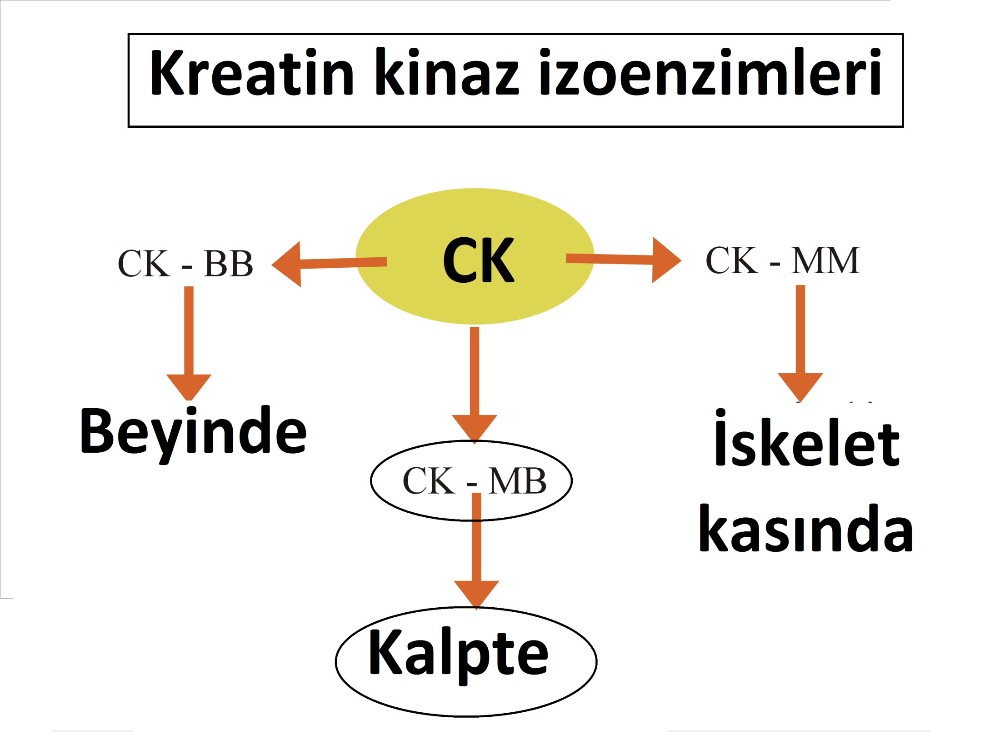 Kreatin kinaz izoenzimleri
CK
CK - BB
CK - MM
Beyinde
İskelet
kasında
CK - MB
Kalpte